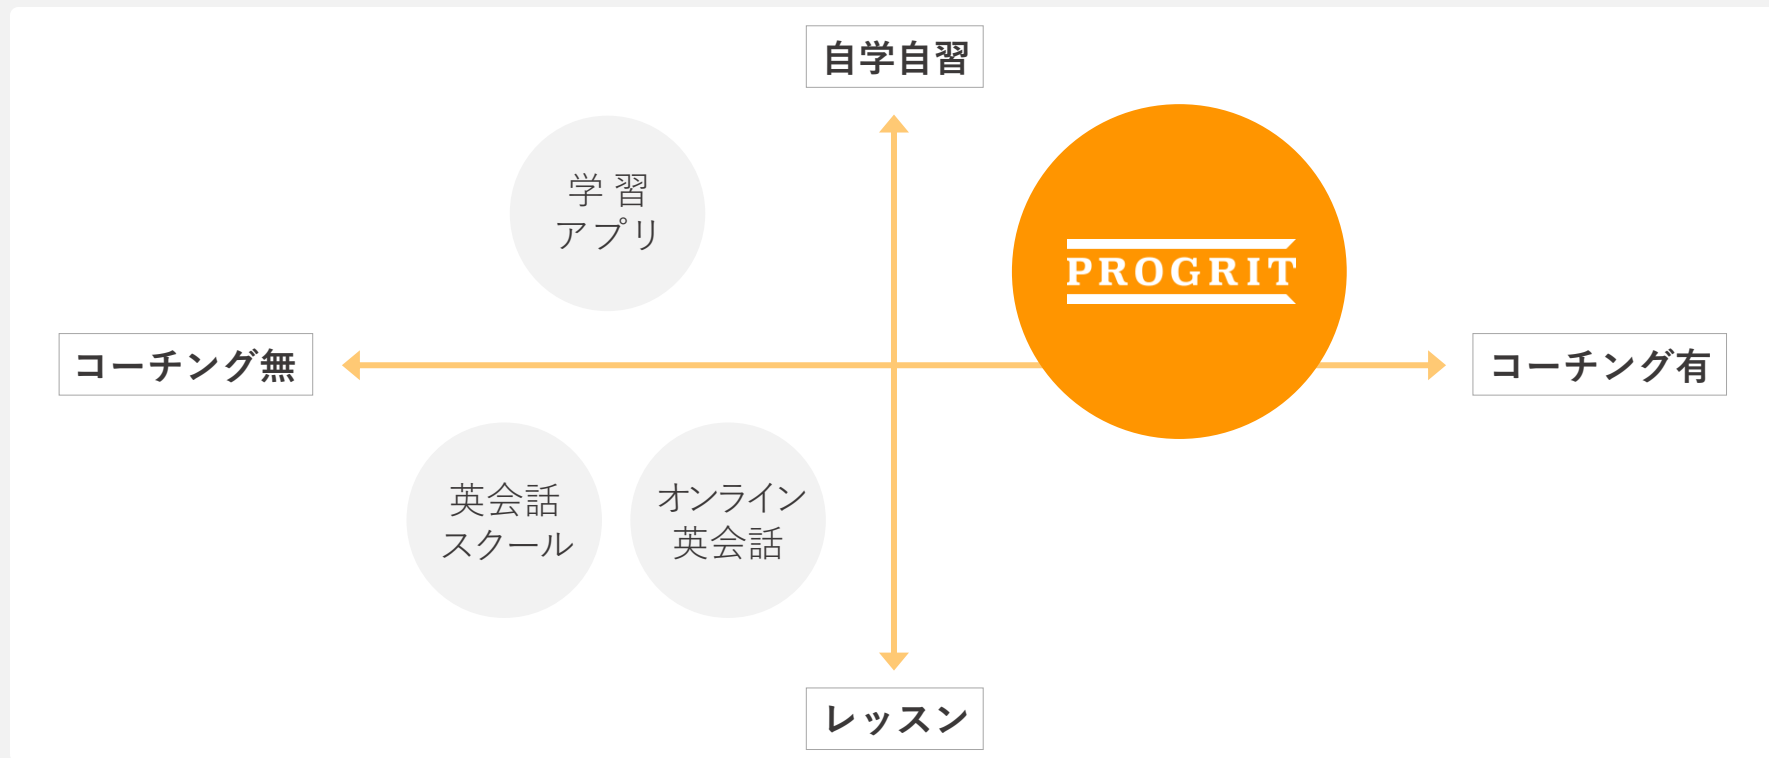 自学自習
学習
アプリ
PROGRIT
コーチング無
コーチング有
英会話
スクール
オンライン
英会話
レッスン